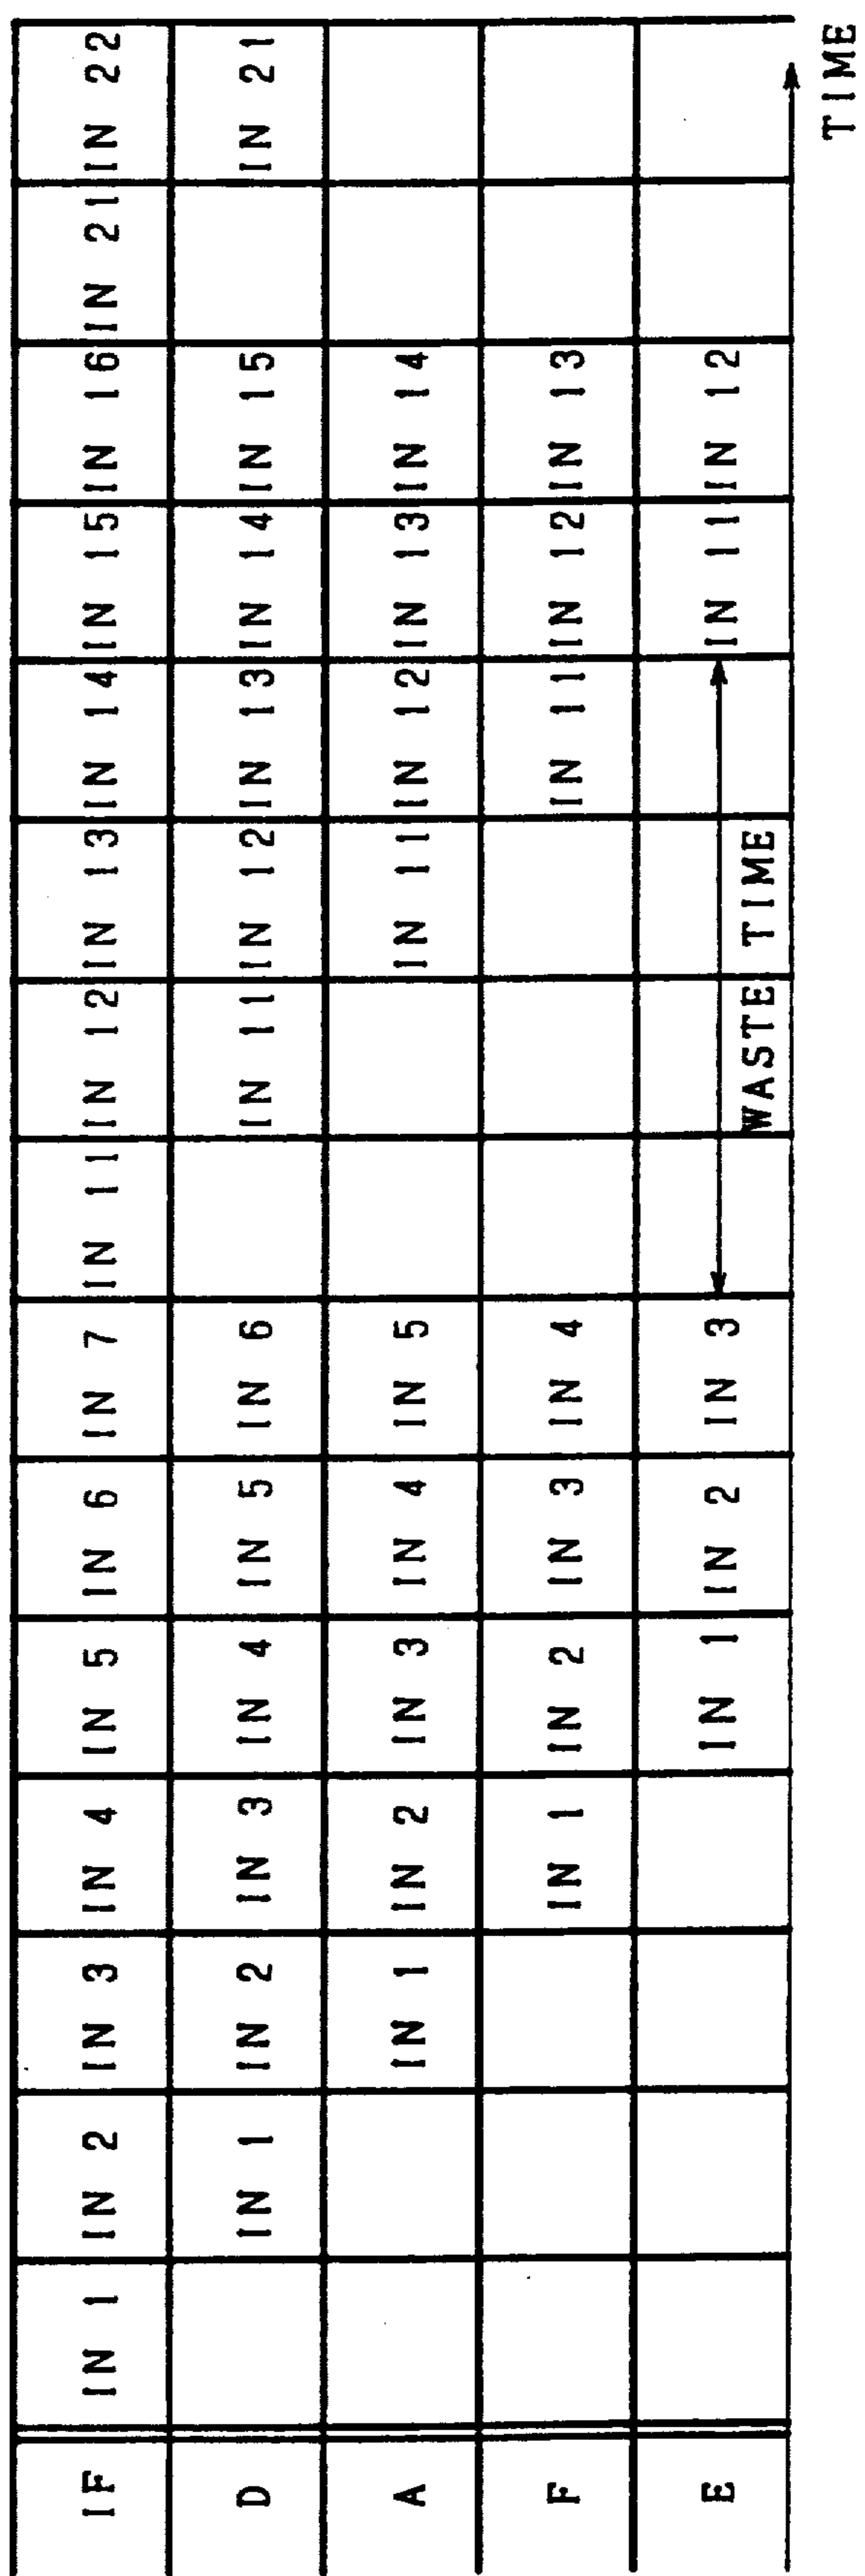 IF IN 1 IN 2 IN 3 IN 4 IN 5 IN 6 IN 7 IN 11 IN 12 IN 13 IN 14 IN 15 IN 16 IN 21 IN 22
D IN 1 IN 2 IN 3 IN 4 IN 5 IN 6 IN 11 IN 12 IN 13 IN 14 IN 15 IN 21
A IN 1 IN 2 IN 3 IN 4 IN 5 IN 11 IN 12 IN 13 IN 14
F IN 1 IN 2 IN 3 IN 4 IN 11 IN 12 IN 13
E IN 1 IN 2 IN 3 IN 11 IN 12
WASTE TIME
TIME